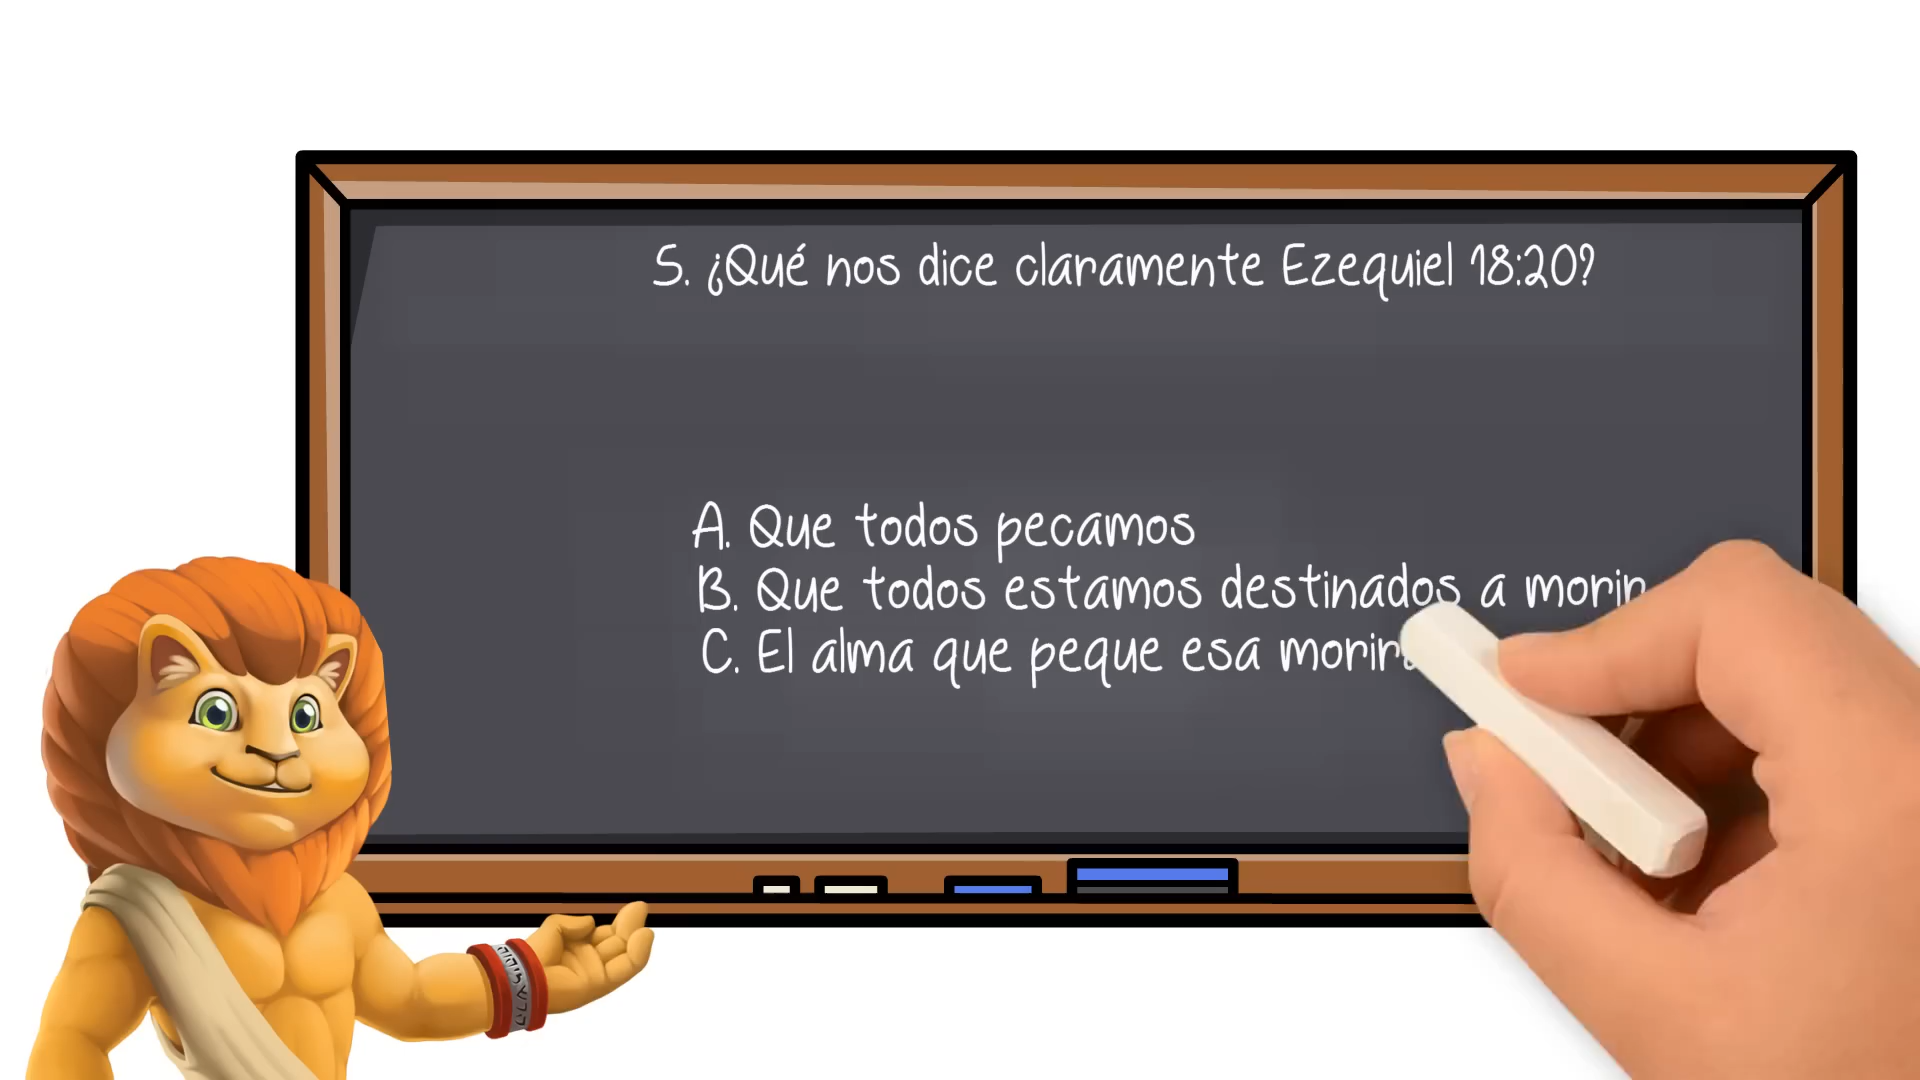 5. ¿Qué nos dice claramente Ezequiel 18:20?
A. Que todos pecamos
B. Que todos estamos destinados a morir
C. El alma que peque esa morirá